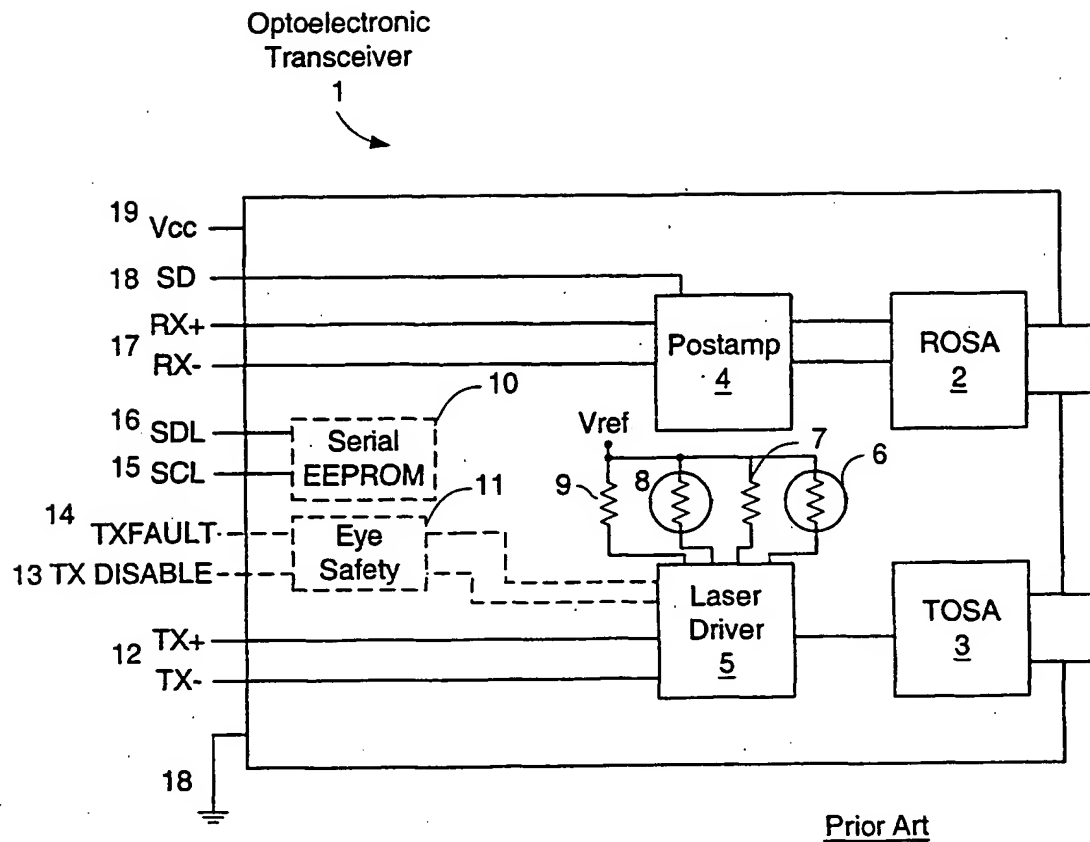 Optoelectronic
Transceiver
1
19 Vcc
18 SD
RX+
17
RX-
10
16 SDL
15 SCL
Serial
EEPROM
11
14 TXFAULT
13 TX DISABLE
Eye
Safety
12 TX+
TX-
18
Postamp
4
ROSA
2
Vref
7
6
8
9
Laser
Driver
5
TOSA
3
Prior Art